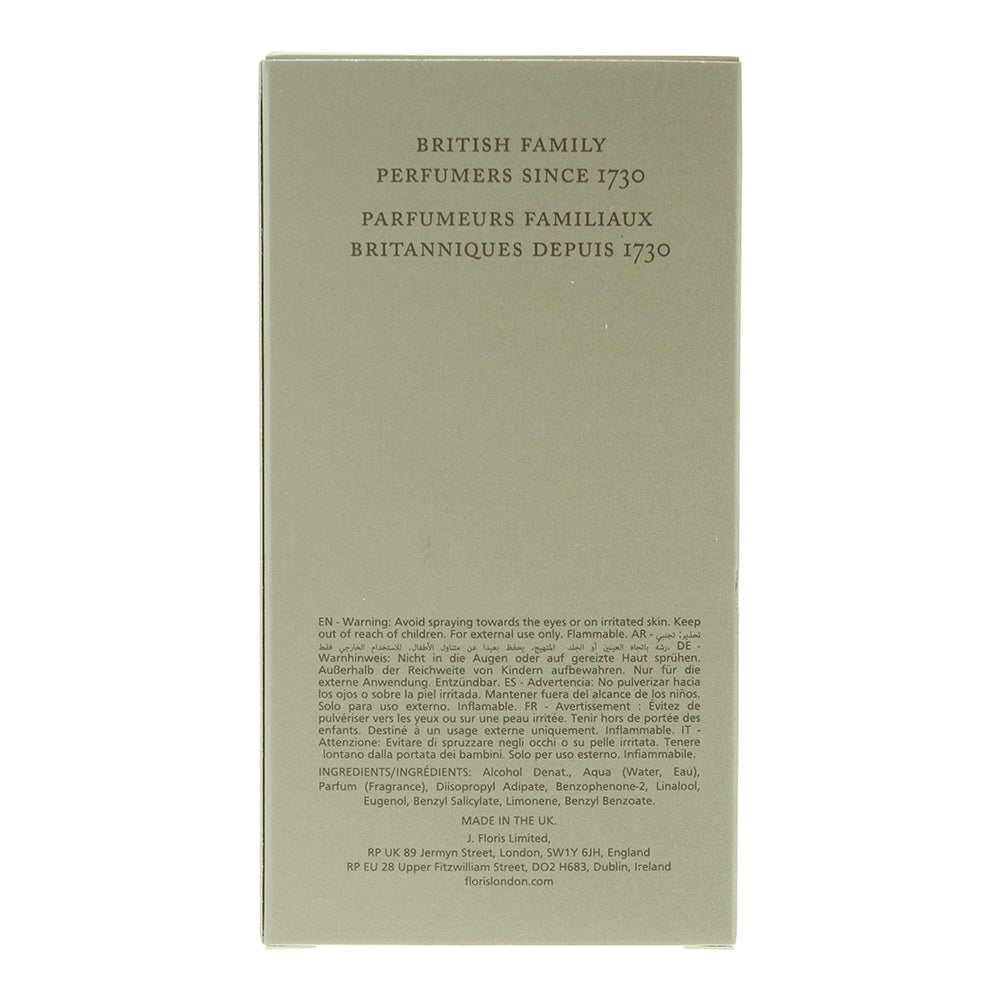 BRITISH FAMILY
PERFUMERS SINCE 1730
PARFUMEURS FAMILIAUX
BRITANNIQUES DEPUIS 1730
EN - Warning: Avoid spraying towards the eyes or on irritated skin. Keep
out of reach of children. For external use only. Flammable. AR - تحذير: تجنبي
رشه باتجاه العينين أو الجلد المتهيج. يحفظ بعيدا عن متناول الأطفال. للاستخدام الخارجي فقط. DE -
Warnhinweis: Nicht in die Augen oder auf gereizte Haut sprühen.
Außerhalb der Reichweite von Kindern aufbewahren. Nur für die
externe Anwendung. Entzündbar. ES - Advertencia: No pulverizar hacia
los ojos o sobre la piel irritada. Mantener fuera del alcance de los niños.
Solo para uso externo. Inflamable. FR - Avertissement : Évitez de
pulvériser vers les yeux ou sur une peau irritée. Tenir hors de portée des
enfants. Destiné à un usage externe uniquement. Inflammable. IT -
Attenzione: Evitare di spruzzare negli occhi o su pelle irritata. Tenere
lontano dalla portata dei bambini. Solo per uso esterno. Infiammabile.
INGREDIENTS/INGRÉDIENTS: Alcohol Denat., Aqua (Water, Eau),
Parfum (Fragrance), Diisopropyl Adipate, Benzophenone-2, Linalool,
Eugenol, Benzyl Salicylate, Limonene, Benzyl Benzoate.
MADE IN THE UK.
J. Floris Limited,
RP UK 89 Jermyn Street, London, SW1Y 6JH, England
RP EU 28 Upper Fitzwilliam Street, DO2 H683, Dublin, Ireland
florislondon.com